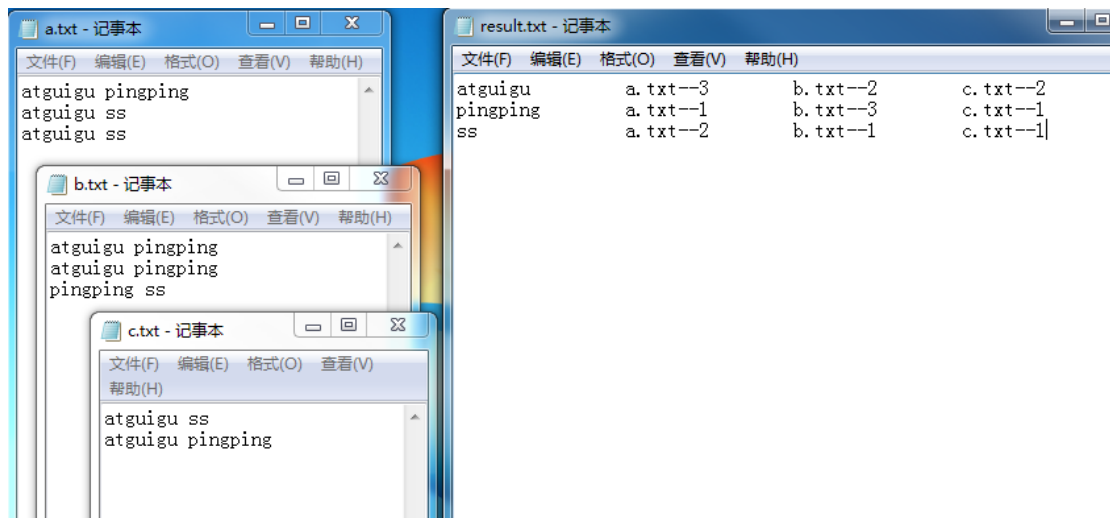 a.txt - 记事本
文件(F) 编辑(E) 格式(O) 查看(V) 帮助(H)
atguigu pingping
atguigu ss
atguigu ss
b.txt - 记事本
文件(F) 编辑(E) 格式(O) 查看(V) 帮助(H)
atguigu pingping
atguigu pingping
pingping ss
c.txt - 记事本
文件(F) 编辑(E) 格式(O) 查看(V)
帮助(H)
atguigu ss
atguigu pingping
result.txt - 记事本
文件(F) 编辑(E) 格式(O) 查看(V) 帮助(H)
atguigu a.txt--3 b.txt--2 c.txt--2
pingping a.txt--1 b.txt--3 c.txt--1
ss a.txt--2 b.txt--1 c.txt--1